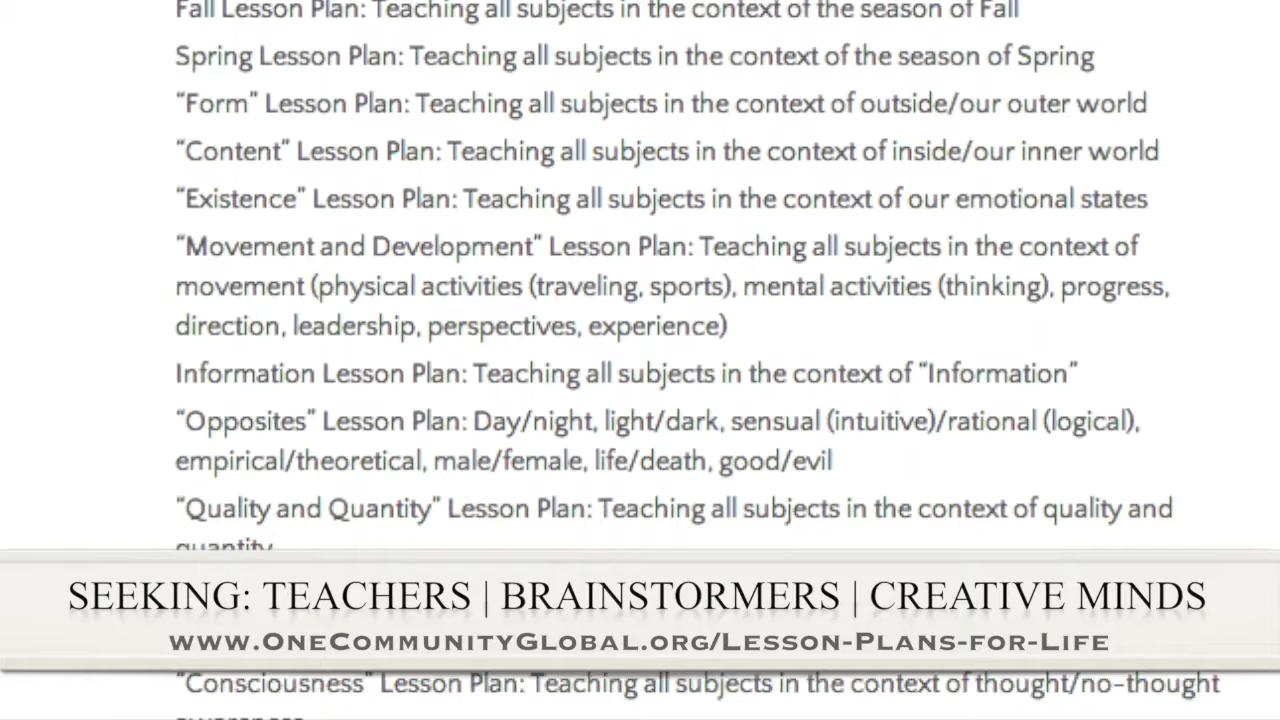 Fall Lesson Plan: Teaching all subjects in the context of the season of Fall
Spring Lesson Plan: Teaching all subjects in the context of the season of Spring
“Form” Lesson Plan: Teaching all subjects in the context of outside/our outer world
“Content” Lesson Plan: Teaching all subjects in the context of inside/our inner world
“Existence” Lesson Plan: Teaching all subjects in the context of our emotional states
“Movement and Development” Lesson Plan: Teaching all subjects in the context of
movement (physical activities (traveling, sports), mental activities (thinking), progress,
direction, leadership, perspectives, experience)
Information Lesson Plan: Teaching all subjects in the context of “Information”
“Opposites” Lesson Plan: Day/night, light/dark, sensual (intuitive)/rational (logical),
empirical/theoretical, male/female, life/death, good/evil
“Quality and Quantity” Lesson Plan: Teaching all subjects in the context of quality and
quantity
SEEKING: TEACHERS | BRAINSTORMERS | CREATIVE MINDS
www.OneCommunityGlobal.org/Lesson-Plans-for-Life
“Consciousness” Lesson Plan: Teaching all subjects in the context of thought/no-thought